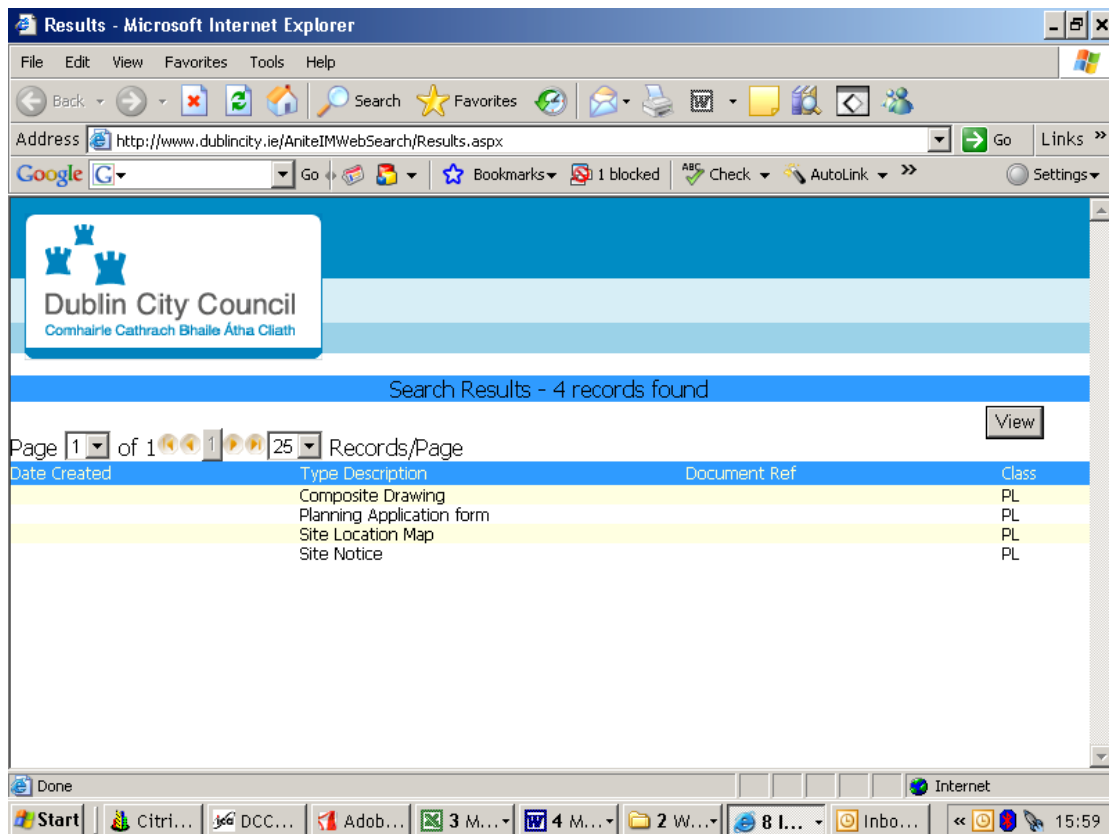 Results - Microsoft Internet Explorer
File Edit View Favorites Tools Help
Back Search Favorites
Address http://www.dublincity.ie/AniteIMWebSearch/Results.aspx Go Links »
Google G Go Bookmarks 1 blocked ABC Check AutoLink » Settings
Dublin City Council
Comhairle Cathrach Bhaile Átha Cliath
Search Results - 4 records found
View
Page 1 of 1 1 25 Records/Page
Date Created Type Description Document Ref Class
Composite Drawing PL
Planning Application form PL
Site Location Map PL
Site Notice PL
Done Internet
Start Citri... DCC... Adob... 3 M... 4 M... 2 W... 8 I... Inbo... « 15:59